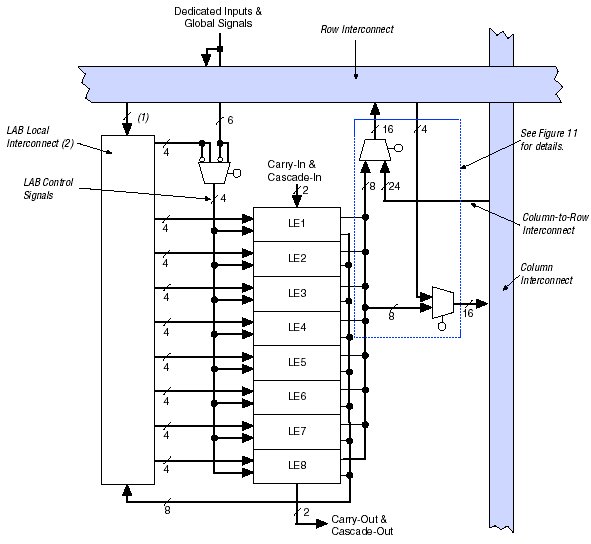 Dedicated Inputs &
Global Signals
Row Interconnect
(1)
6
16
4
LAB Local
Interconnect (2)
4
See Figure 11
for details.
LAB Control
Signals
4
Carry-In &
Cascade-In
2
8
24
Column-to-Row
Interconnect
Column
Interconnect
4
LE1
4
LE2
4
LE3
8
16
4
LE4
4
LE5
4
LE6
4
LE7
4
LE8
8
2
Carry-Out &
Cascade-Out